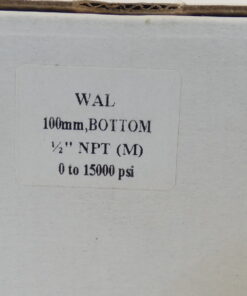 WAL
100mm,BOTTOM
½" NPT (M)
0 to 15000 psi